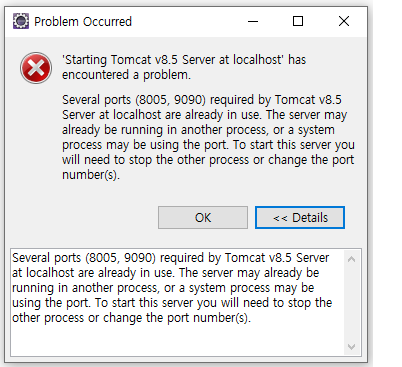 Problem Occurred
'Starting Tomcat v8.5 Server at localhost' has
encountered a problem.
Several ports (8005, 9090) required by Tomcat v8.5
Server at localhost are already in use. The server may
already be running in another process, or a system
process may be using the port. To start this server you
will need to stop the other process or change the port
number(s).
OK
<< Details
Several ports (8005, 9090) required by Tomcat v8.5 Server
at localhost are already in use. The server may already be
running in another process, or a system process may be
using the port. To start this server you will need to stop the
other process or change the port number(s).